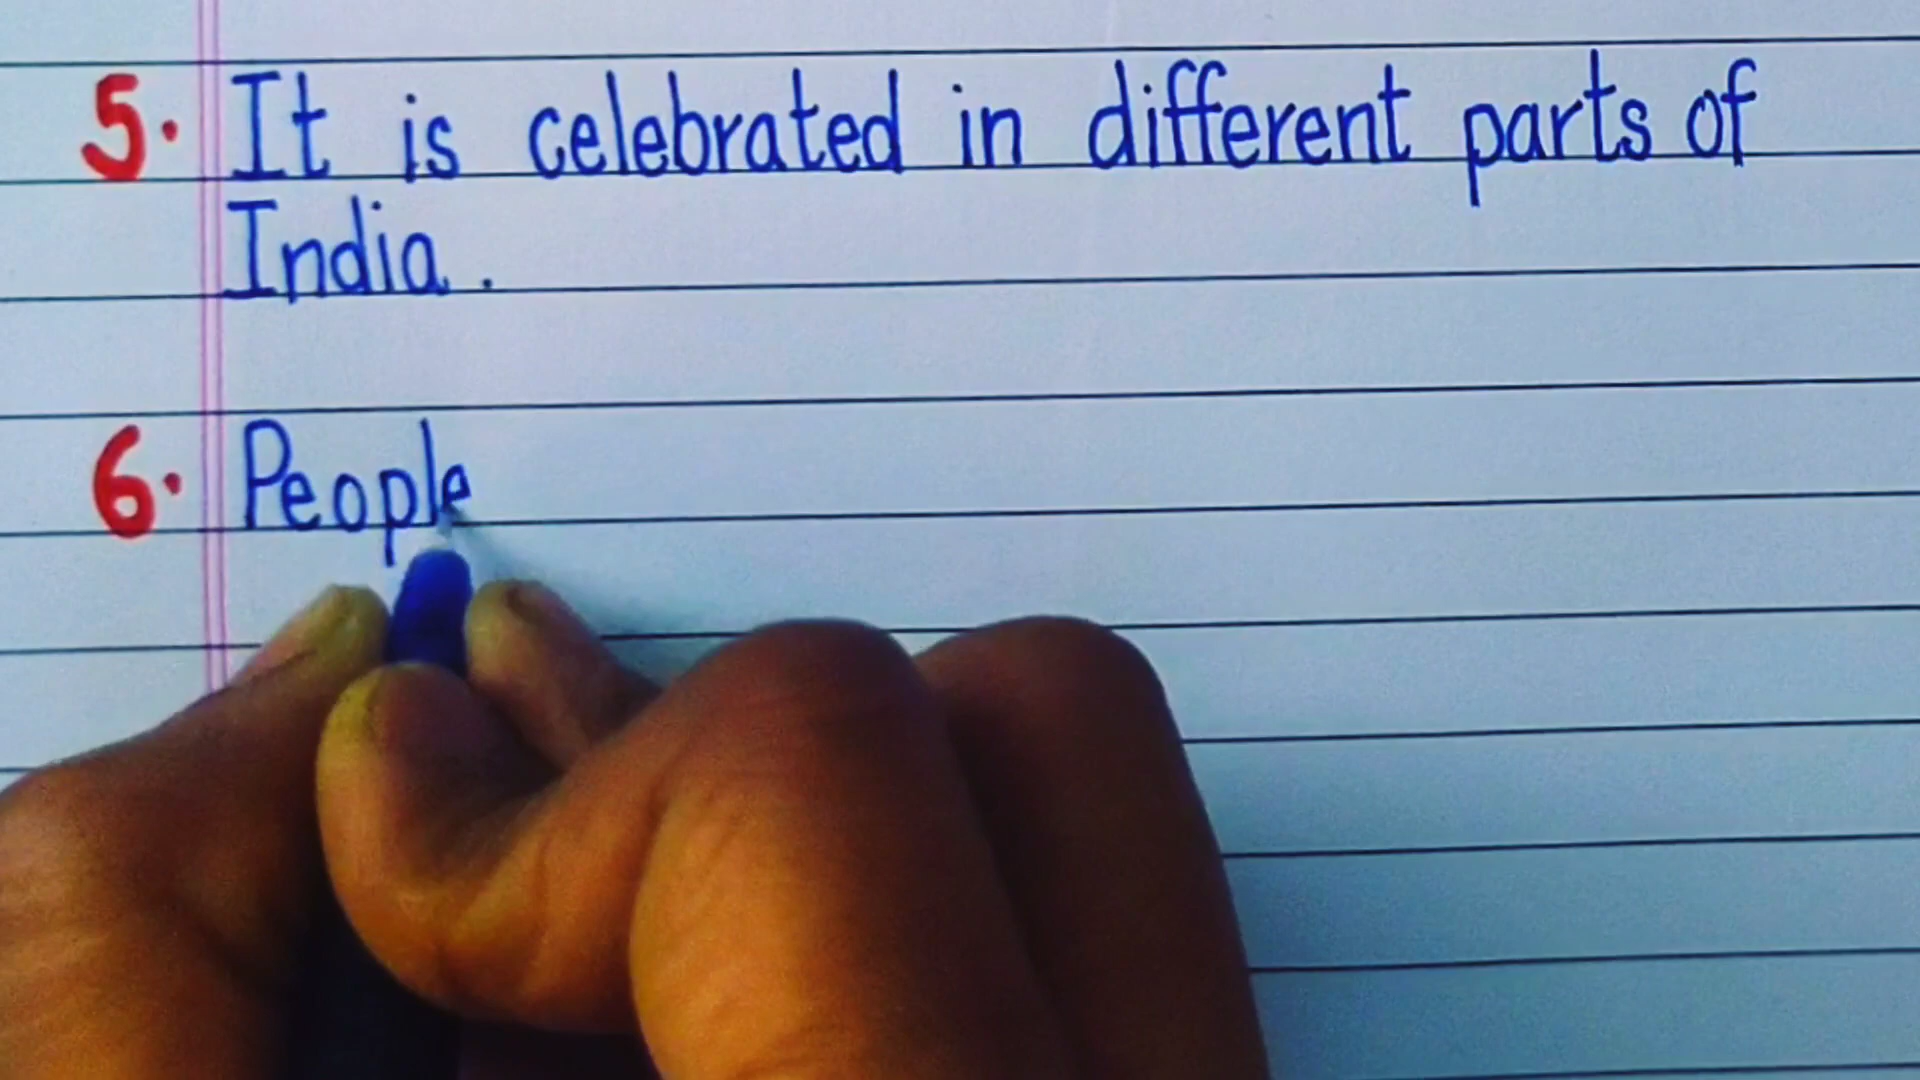 5. It is celebrated in different parts of
India.
6. People